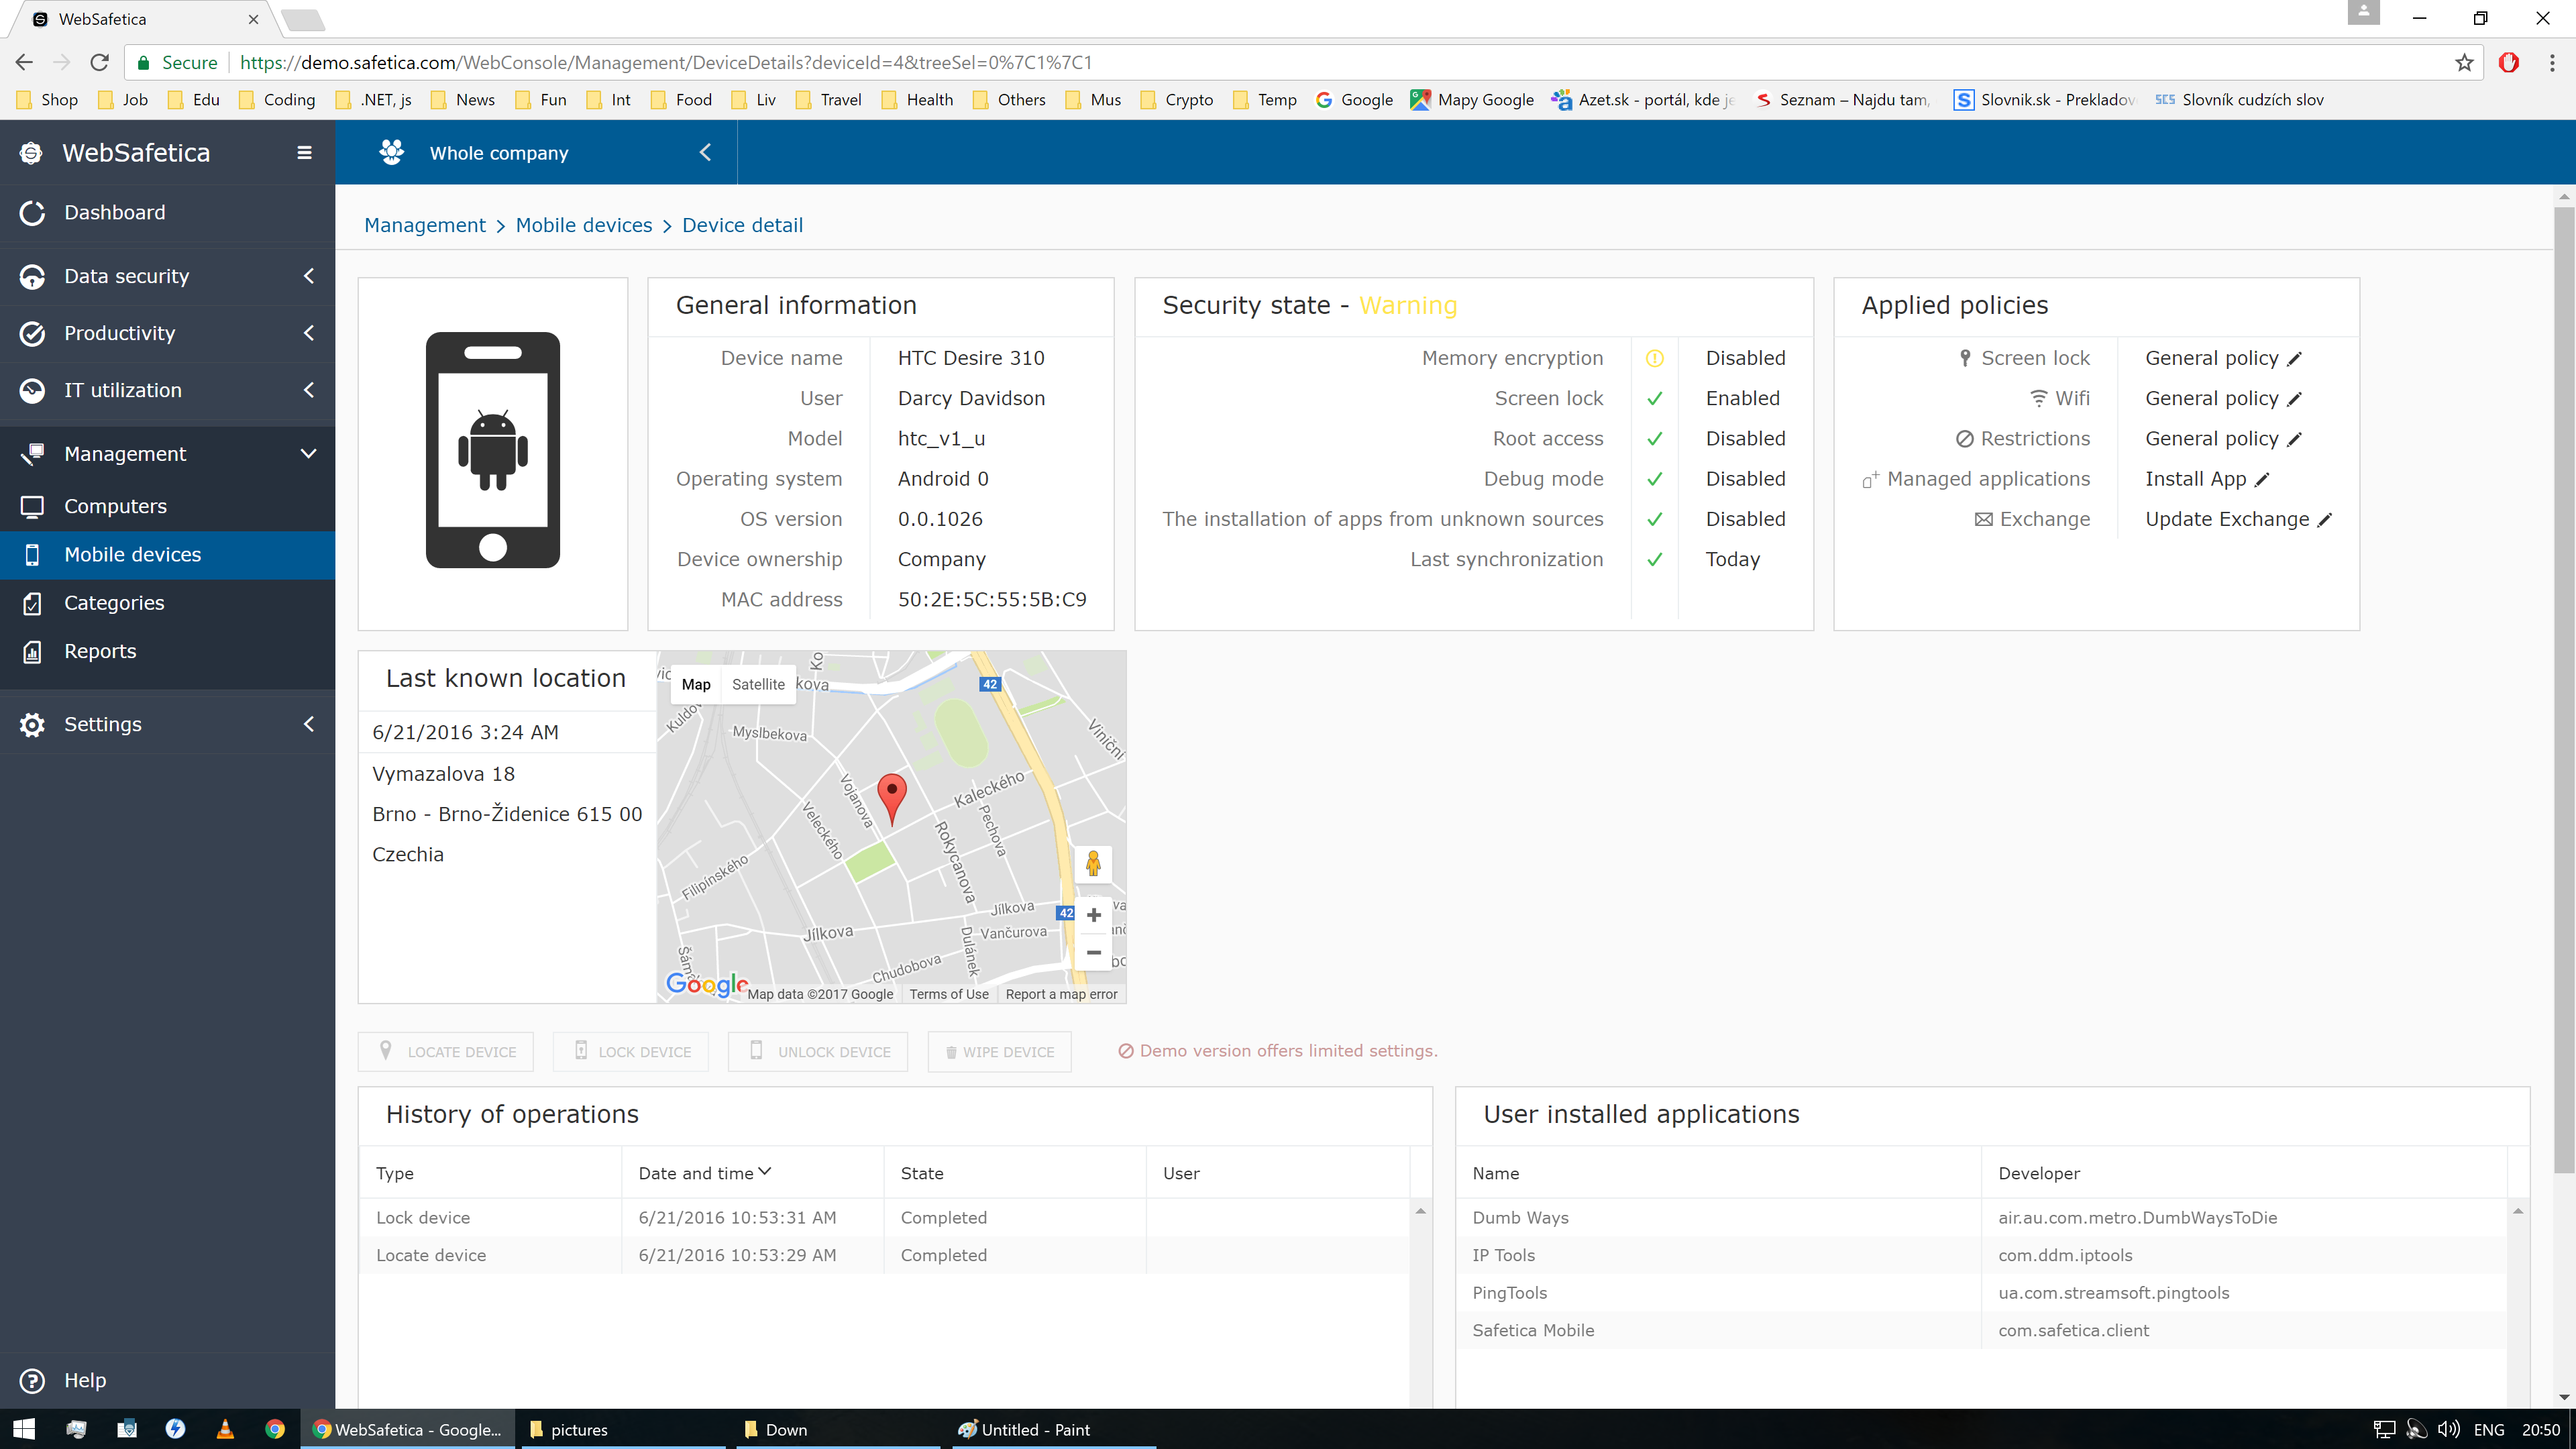 WebSafetica
Secure https://demo.safetica.com/WebConsole/Management/DeviceDetails?deviceId=4&treeSel=0%7C1%7C1
Shop Job Edu Coding .NET, js News Fun Int Food Liv Travel Health Others Mus Crypto Temp Google Mapy Google Azet.sk - portál, kde je Seznam – Najdu tam, Slovnik.sk - Prekladov SCS Slovník cudzích slov
WebSafetica
Whole company
Dashboard
Data security
Productivity
IT utilization
Management
Computers
Mobile devices
Categories
Reports
Settings
Help
Management > Mobile devices > Device detail
General information
Device name HTC Desire 310
User Darcy Davidson
Model htc_v1_u
Operating system Android 0
OS version 0.0.1026
Device ownership Company
MAC address 50:2E:5C:55:5B:C9
Security state - Warning
Memory encryption Disabled
Screen lock Enabled
Root access Disabled
Debug mode Disabled
The installation of apps from unknown sources Disabled
Last synchronization Today
Applied policies
Screen lock General policy
Wifi General policy
Restrictions General policy
Managed applications Install App
Exchange Update Exchange
Last known location
6/21/2016 3:24 AM
Vymazalova 18
Brno - Brno-Židenice 615 00
Czechia
Map Satellite
42
Myslbekova
Viniční
Vojanova
Kaleckého
Veleckého
Pechova
Rokycanova
Filipínského
Jílkova
42
Jílkova
Vančurova
Dulánek
Chudobova
Google
Map data ©2017 Google Terms of Use Report a map error
LOCATE DEVICE LOCK DEVICE UNLOCK DEVICE WIPE DEVICE Demo version offers limited settings.
History of operations
Type Date and time State User
Lock device 6/21/2016 10:53:31 AM Completed
Locate device 6/21/2016 10:53:29 AM Completed
User installed applications
Name Developer
Dumb Ways air.au.com.metro.DumbWaysToDie
IP Tools com.ddm.iptools
PingTools ua.com.streamsoft.pingtools
Safetica Mobile com.safetica.client
WebSafetica - Google... pictures Down Untitled - Paint ENG 20:50